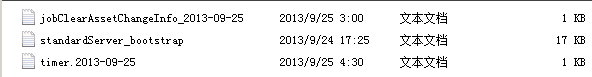 jobClearAssetChangeInfo_2013-09-25 2013/9/25 3:00 文本文档 1 KB
standardServer_bootstrap 2013/9/24 17:25 文本文档 17 KB
timer.2013-09-25 2013/9/25 4:30 文本文档 1 KB